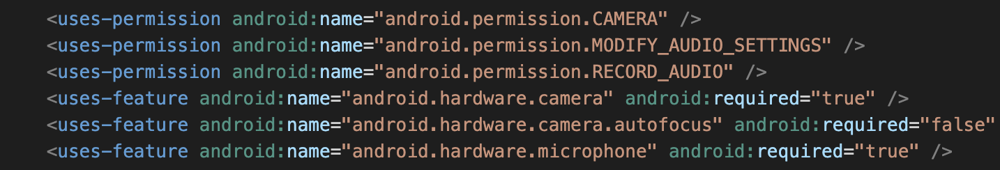 <uses-permission android:name="android.permission.CAMERA" />
<uses-permission android:name="android.permission.MODIFY_AUDIO_SETTINGS" />
<uses-permission android:name="android.permission.RECORD_AUDIO" />
<uses-feature android:name="android.hardware.camera" android:required="true" />
<uses-feature android:name="android.hardware.camera.autofocus" android:required="false"
<uses-feature android:name="android.hardware.microphone" android:required="true" />